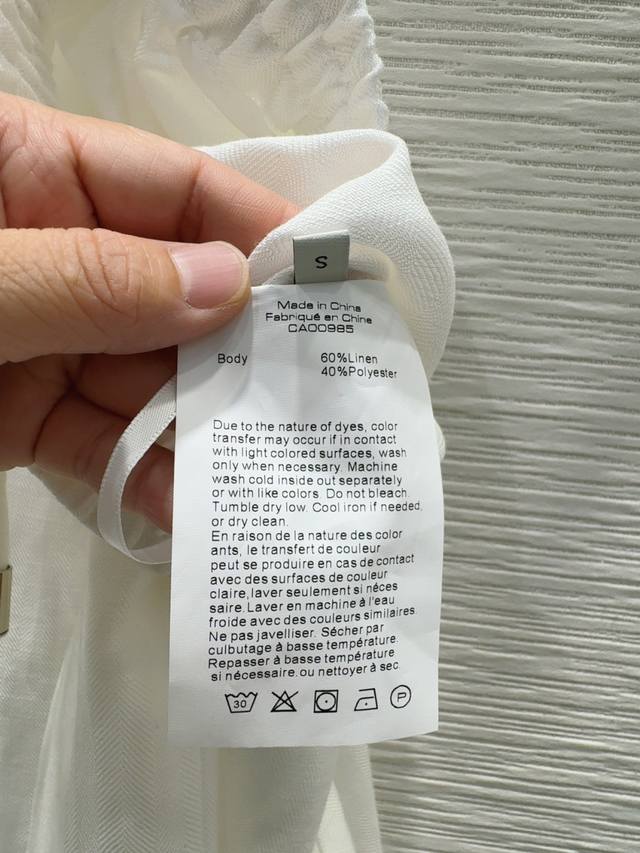 S
Made in China
Fabriqué en Chine
CA00985
Body 60%Linen
40%Polyester
Due to the nature of dyes, color
transfer may occur if in contact
with light colored surfaces, wash
only when necessary. Machine
wash cold inside out separately
or with like colors. Do not bleach.
Tumble dry low. Cool iron if needed,
or dry clean.
En raison de la nature des color
ants, le transfert de couleur
peut se produire en cas de contact
avec des surfaces de couleur
claire,laver seulement si néces
saire.Laver en machine à l'eau
froide avec des couleurs similaires.
Ne pas javelliser. Sécher par
culbutage à basse température.
Repasser à basse température
si nécessaire.ou nettoyer à sec.
30 P